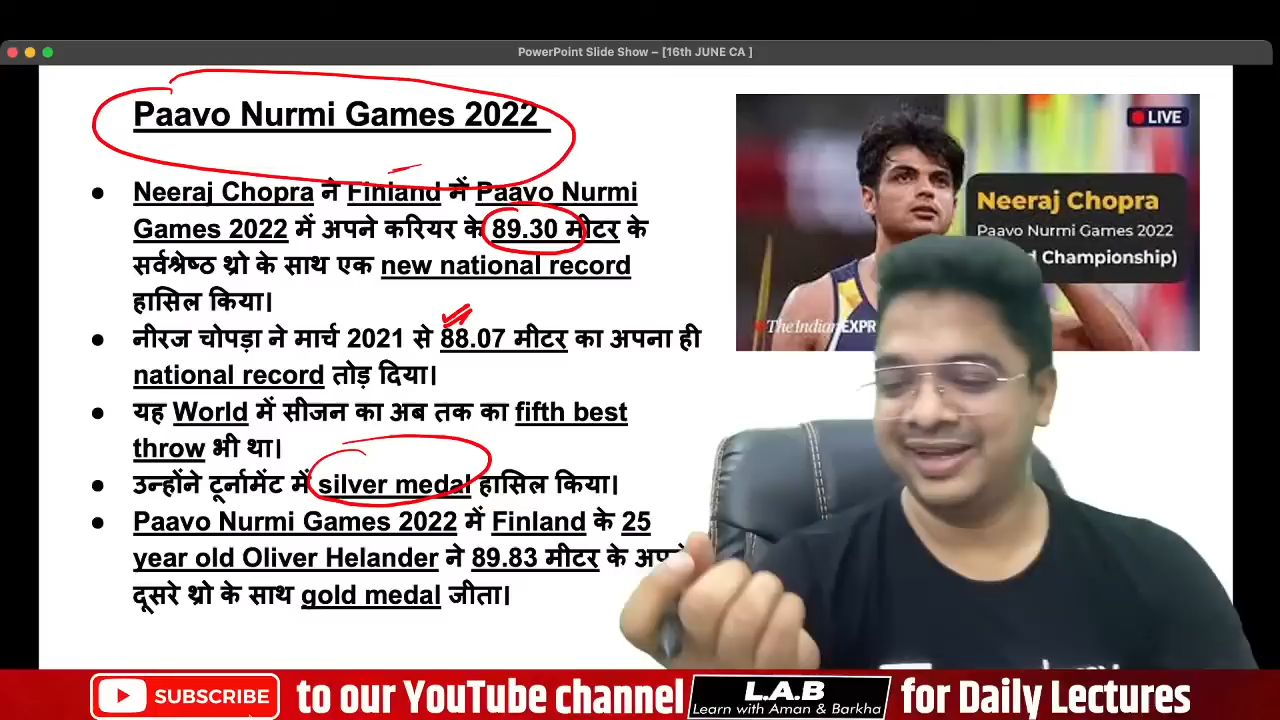 PowerPoint Slide Show – [16th JUNE CA ]
Paavo Nurmi Games 2022
● Neeraj Chopra ने Finland में Paavo Nurmi
Games 2022 में अपने करियर के 89.30 मीटर के
सर्वश्रेष्ठ थ्रो के साथ एक new national record
हासिल किया।
● नीरज चोपड़ा ने मार्च 2021 से 88.07 मीटर का अपना ही
national record तोड़ दिया।
● यह World में सीजन का अब तक का fifth best
throw भी था।
● उन्होंने टूर्नामेंट में silver medal हासिल किया।
● Paavo Nurmi Games 2022 में Finland के 25
year old Oliver Helander ने 89.83 मीटर के
दूसरे थ्रो के साथ gold medal जीता।
LIVE
Neeraj Chopra
Paavo Nurmi Games 2022
Championship)
The Indian EXPR
SUBSCRIBE to our YouTube channel L.A.B for Daily Lectures
Learn with Aman & Barkha